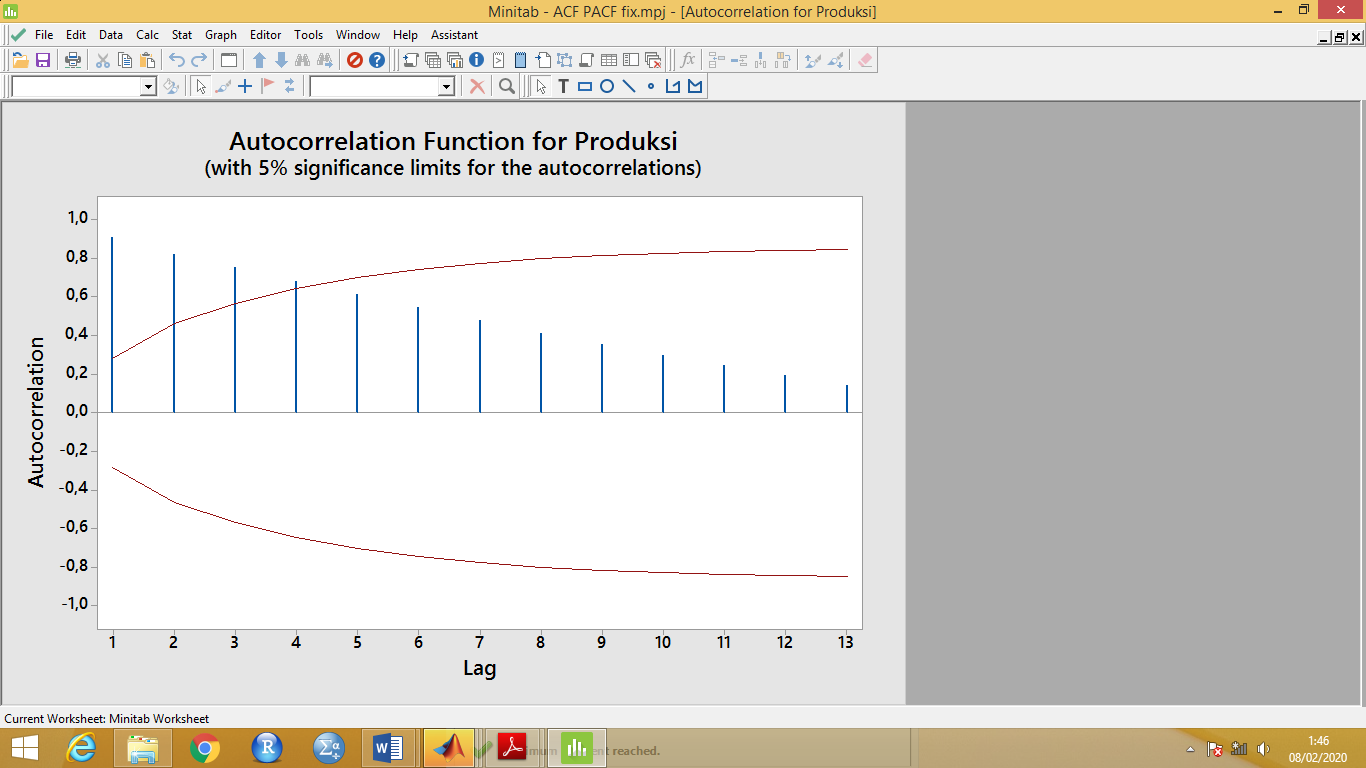 Minitab - ACF PACF fix.mpj - [Autocorrelation for Produksi]
File Edit Data Calc Stat Graph Editor Tools Window Help Assistant
Autocorrelation Function for Produksi
(with 5% significance limits for the autocorrelations)
1,0
0,8
0,6
0,4
0,2
0,0
-0,2
-0,4
-0,6
-0,8
-1,0
Autocorrelation
1 2 3 4 5 6 7 8 9 10 11 12 13
Lag
Current Worksheet: Minitab Worksheet
reached.
1:46
08/02/2020